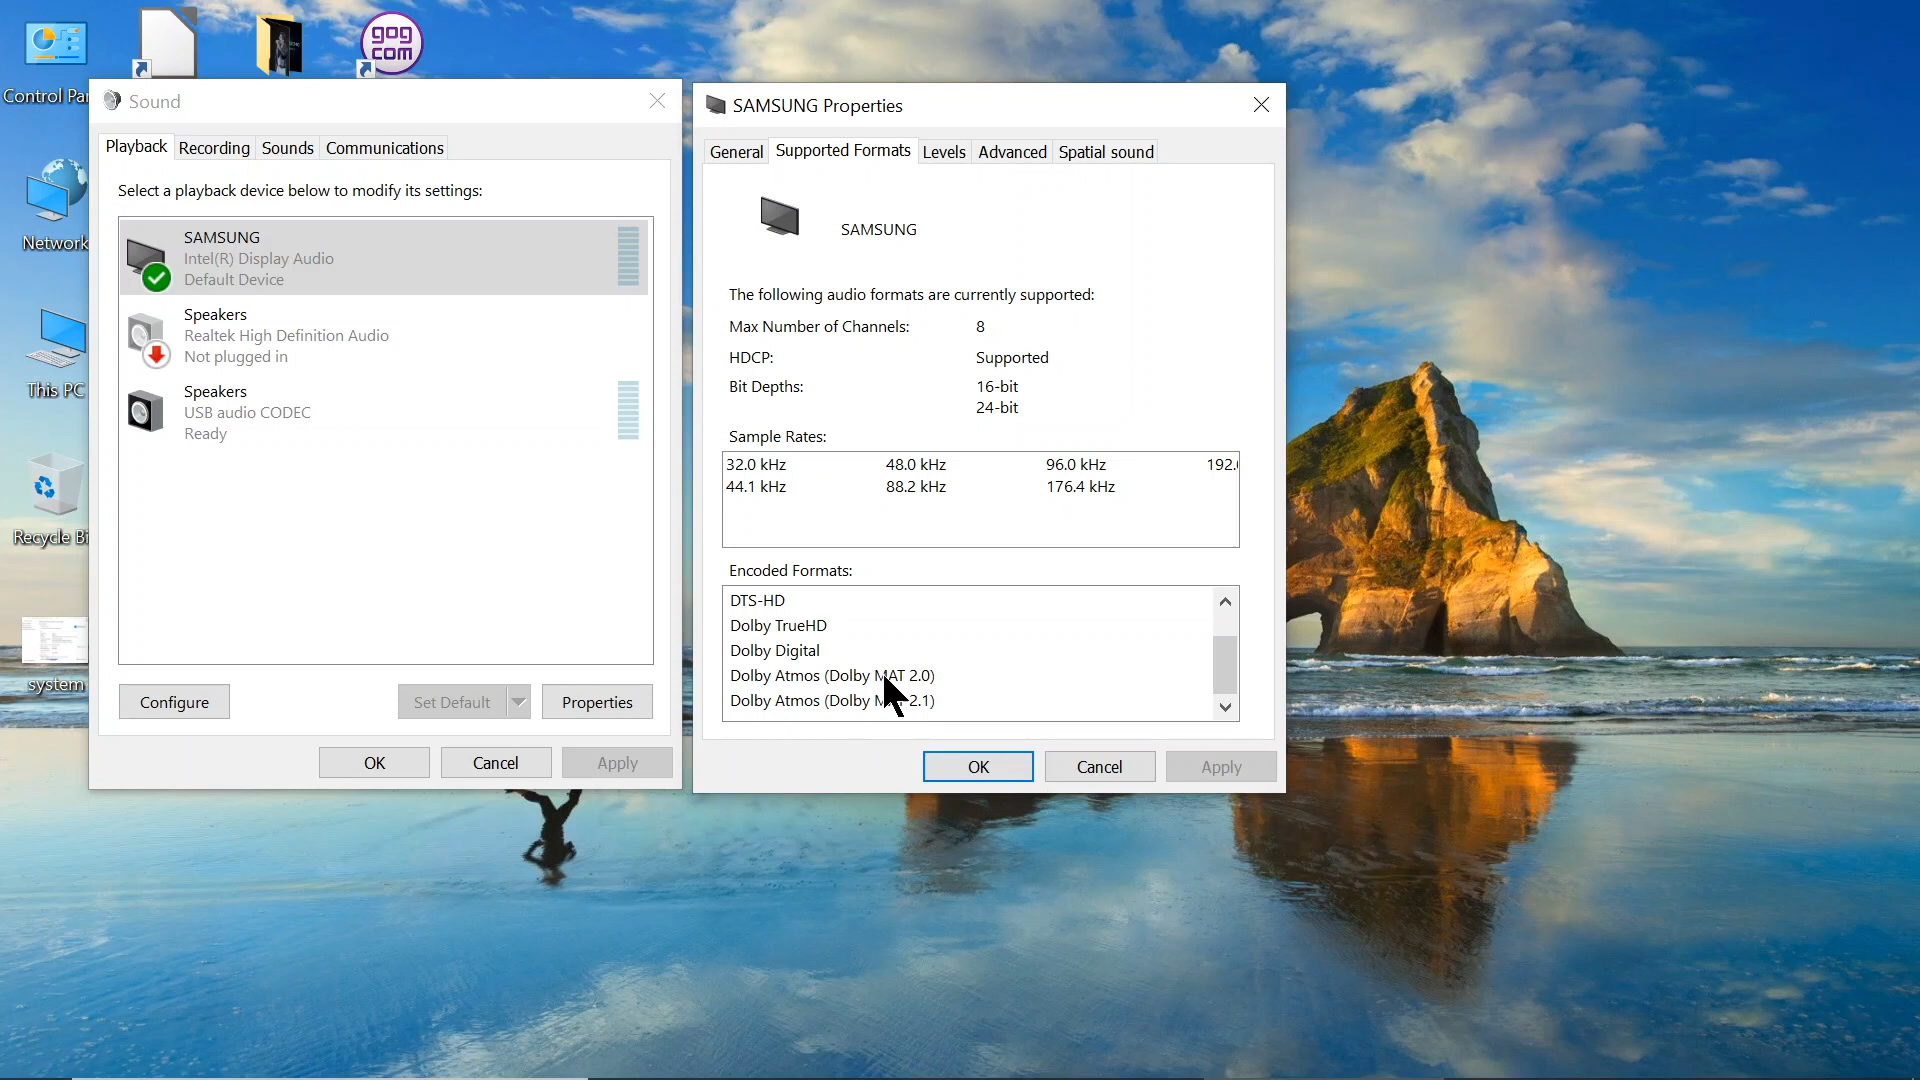 gog
com
Control Pa
Network
This PC
Recycle Bi
system
Sound
Playback Recording Sounds Communications
Select a playback device below to modify its settings:
SAMSUNG
Intel(R) Display Audio
Default Device
Speakers
Realtek High Definition Audio
Not plugged in
Speakers
USB audio CODEC
Ready
Configure Set Default Properties
OK Cancel Apply
SAMSUNG Properties
General Supported Formats Levels Advanced Spatial sound
SAMSUNG
The following audio formats are currently supported:
Max Number of Channels: 8
HDCP: Supported
Bit Depths: 16-bit
24-bit
Sample Rates:
32.0 kHz 48.0 kHz 96.0 kHz 192.
44.1 kHz 88.2 kHz 176.4 kHz
Encoded Formats:
DTS-HD
Dolby TrueHD
Dolby Digital
Dolby Atmos (Dolby MAT 2.0)
Dolby Atmos (Dolby 2.1)
OK Cancel Apply